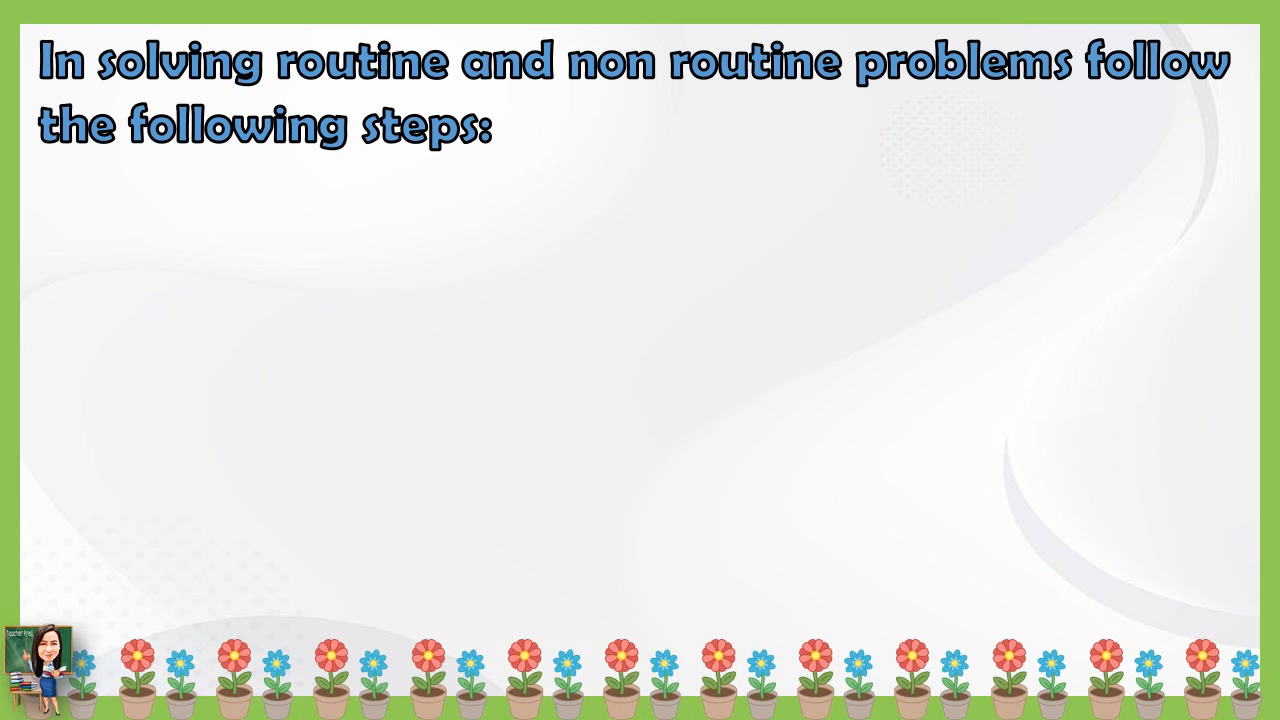 In solving routine and non routine problems follow
the following steps: